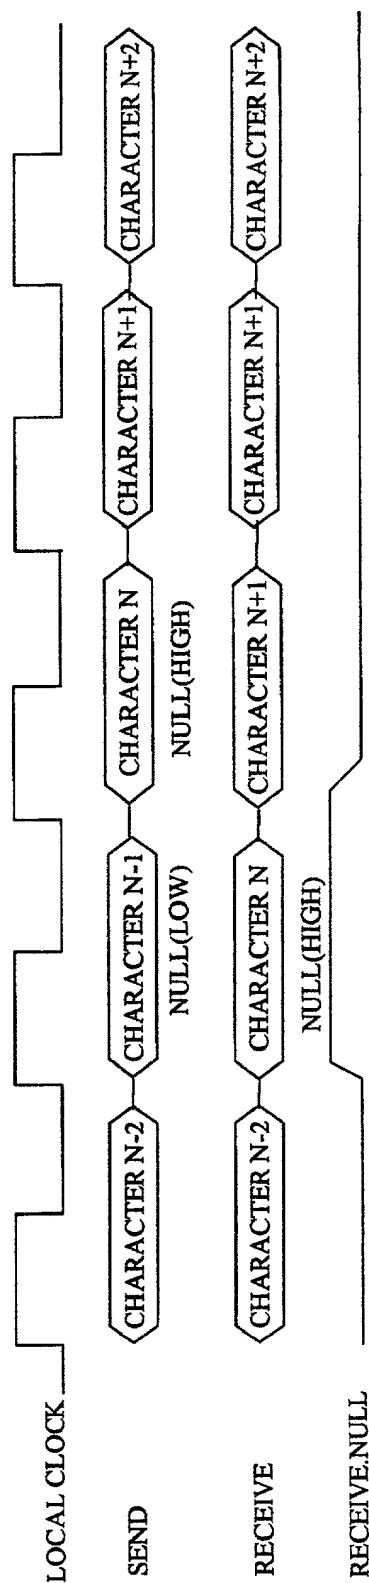 LOCAL CLOCK
SEND
CHARACTER N-2
CHARACTER N-1
CHARACTER N
CHARACTER N+1
CHARACTER N+2
NULL(LOW)
NULL(HIGH)
RECEIVE
CHARACTER N-2
CHARACTER N
CHARACTER N+1
CHARACTER N+1
CHARACTER N+2
NULL(HIGH)
RECEIVE.NULL